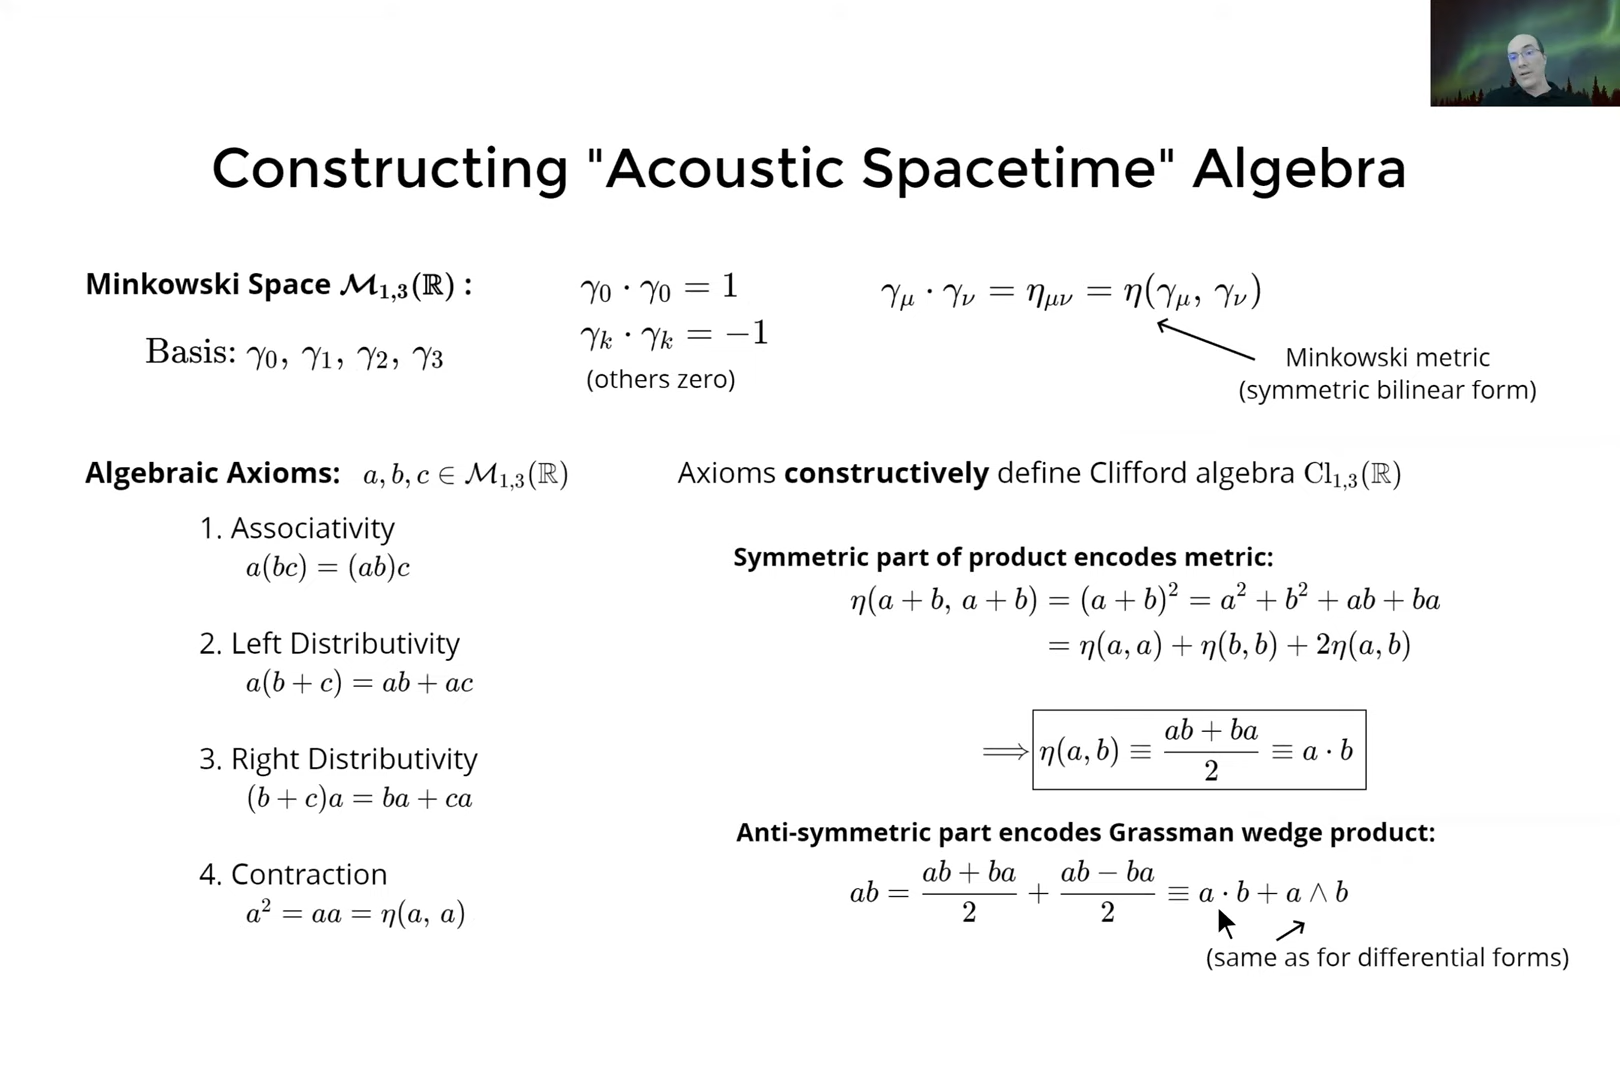 Constructing "Acoustic Spacetime" Algebra
Minkowski Space ℳ₁,₃(ℝ) :
Basis: γ₀, γ₁, γ₂, γ₃
γ₀ · γ₀ = 1
γₖ · γₖ = −1
(others zero)
γ_μ · γ_ν = η_μν = η(γ_μ, γ_ν)
Minkowski metric
(symmetric bilinear form)
Algebraic Axioms: a, b, c ∈ ℳ₁,₃(ℝ)
1. Associativity
a(bc) = (ab)c
2. Left Distributivity
a(b + c) = ab + ac
3. Right Distributivity
(b + c)a = ba + ca
4. Contraction
a² = aa = η(a, a)
Axioms constructively define Clifford algebra Cl₁,₃(ℝ)
Symmetric part of product encodes metric:
η(a + b, a + b) = (a + b)² = a² + b² + ab + ba
= η(a, a) + η(b, b) + 2η(a, b)
⟹ η(a, b) ≡ (ab + ba)/2 ≡ a · b
Anti-symmetric part encodes Grassman wedge product:
ab = (ab + ba)/2 + (ab − ba)/2 ≡ a · b + a ∧ b
(same as for differential forms)